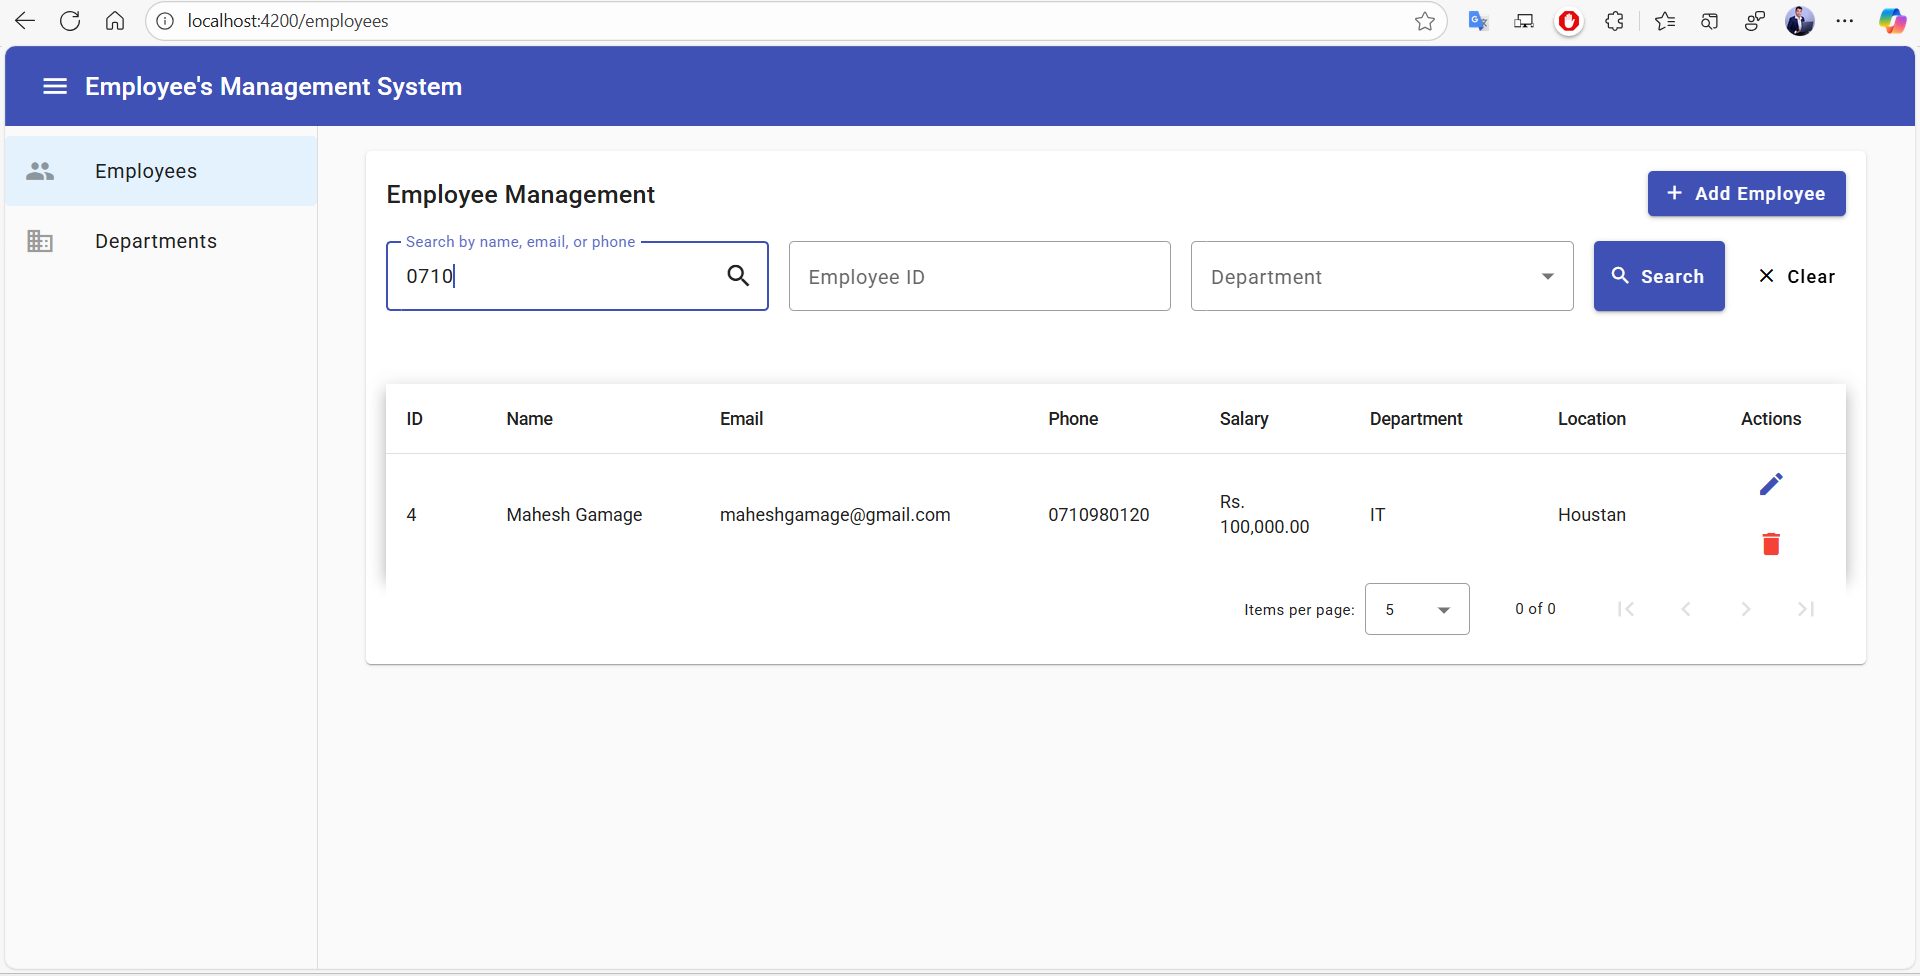 localhost:4200/employees
Employee's Management System
Employees
Departments
Employee Management
+ Add Employee
Search by name, email, or phone
0710
Employee ID
Department
Search
Clear
ID Name Email Phone Salary Department Location Actions
4 Mahesh Gamage maheshgamage@gmail.com 0710980120 Rs. 100,000.00 IT Houstan
Items per page: 5 0 of 0